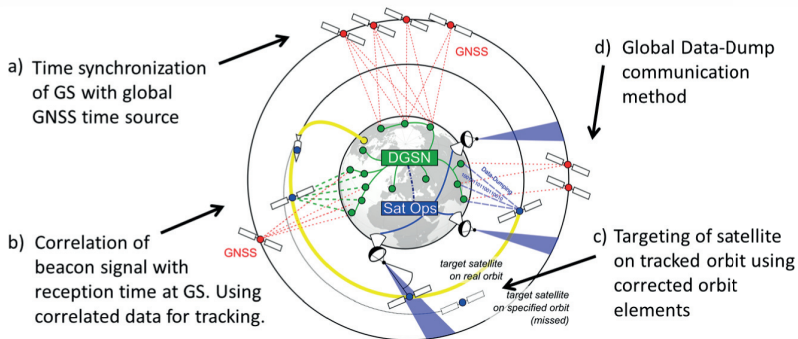 a) Time synchronization
of GS with global
GNSS time source
GNSS
d) Global Data-Dump
communication
method
DGSN
Data-Dumping
Sat Ops
GNSS
b) Correlation of
beacon signal with
reception time at GS. Using
correlated data for tracking.
target satellite
on real orbit
target satellite
on specified orbit
(missed)
c) Targeting of satellite
on tracked orbit using
corrected orbit
elements